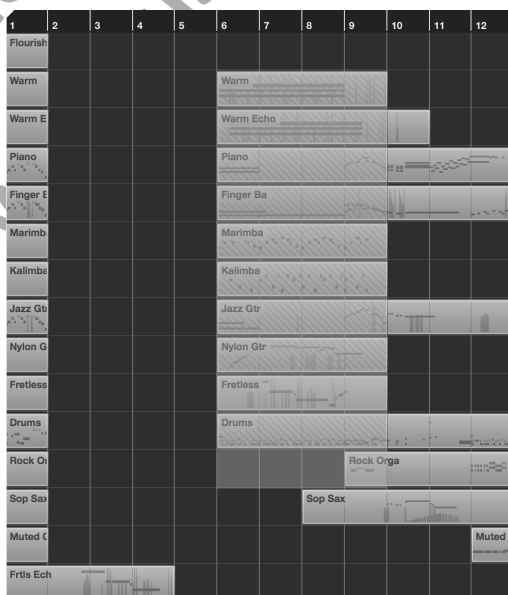 1 2 3 4 5 6 7 8 9 10 11 12
Flourish
Warm Warm
Warm E Warm Echo
Piano Piano
Finger B Finger Ba
Marimb Marimba
Kalimba Kalimba
Jazz Gt Jazz Gtr
Nylon G Nylon Gtr
Fretless Fretless
Drums Drums
Rock O Rock Orga
Sop Sax Sop Sax
Muted Muted
Frtls Ech